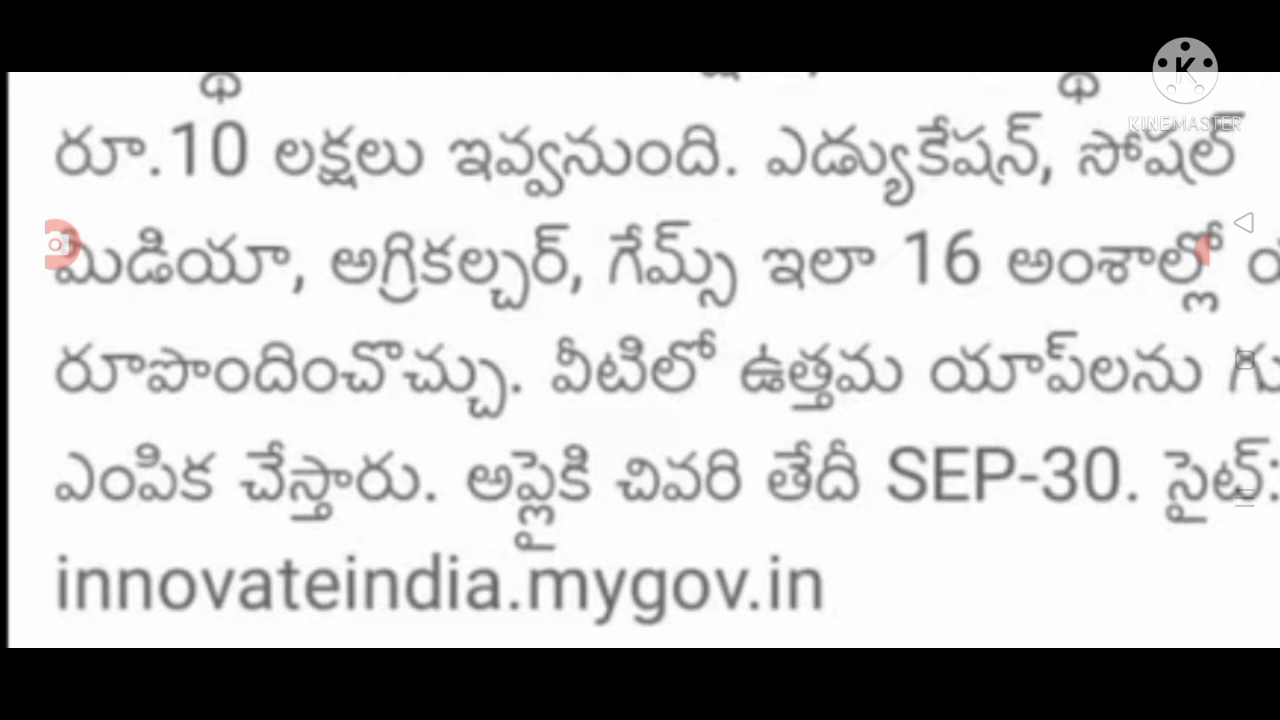 KINEMASTER
రూ.10 లక్షలు ఇవ్వనుంది. ఎడ్యుకేషన్, సోషల్
మీడియా, అగ్రికల్చర్, గేమ్స్ ఇలా 16 అంశాల్లో
రూపొందించొచ్చు. వీటిలో ఉత్తమ యాప్‌లను
ఎంపిక చేస్తారు. అప్లైకి చివరి తేదీ SEP-30. సైట్:
innovateindia.mygov.in